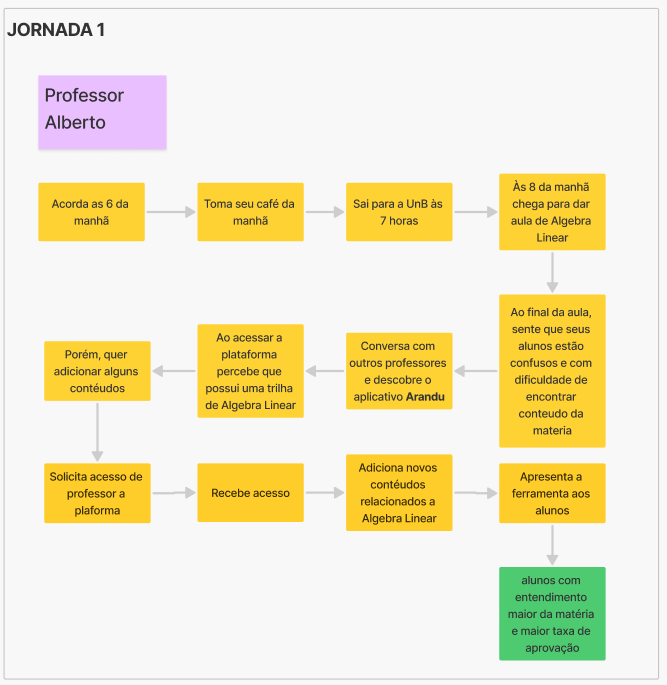 JORNADA 1
Professor
Alberto
Acorda as 6 da
manhã
Toma seu café da
manhã
Sai para a UnB às
7 horas
Às 8 da manhã
chega para dar
aula de Algebra
Linear
Ao final da aula,
sente que seus
alunos estão
confusos e com
dificuldade de
encontrar
conteudo da
materia
Conversa com
outros professores
e descobre o
aplicativo Arandu
Ao acessar a
plataforma
percebe que
possui uma trilha
de Algebra Linear
Porém, quer
adicionar alguns
contéudos
Solicita acesso de
professor a
plaforma
Recebe acesso
Adiciona novos
contéudos
relacionados a
Algebra Linear
Apresenta a
ferramenta aos
alunos
alunos com
entendimento
maior da matéria
e maior taxa de
aprovação